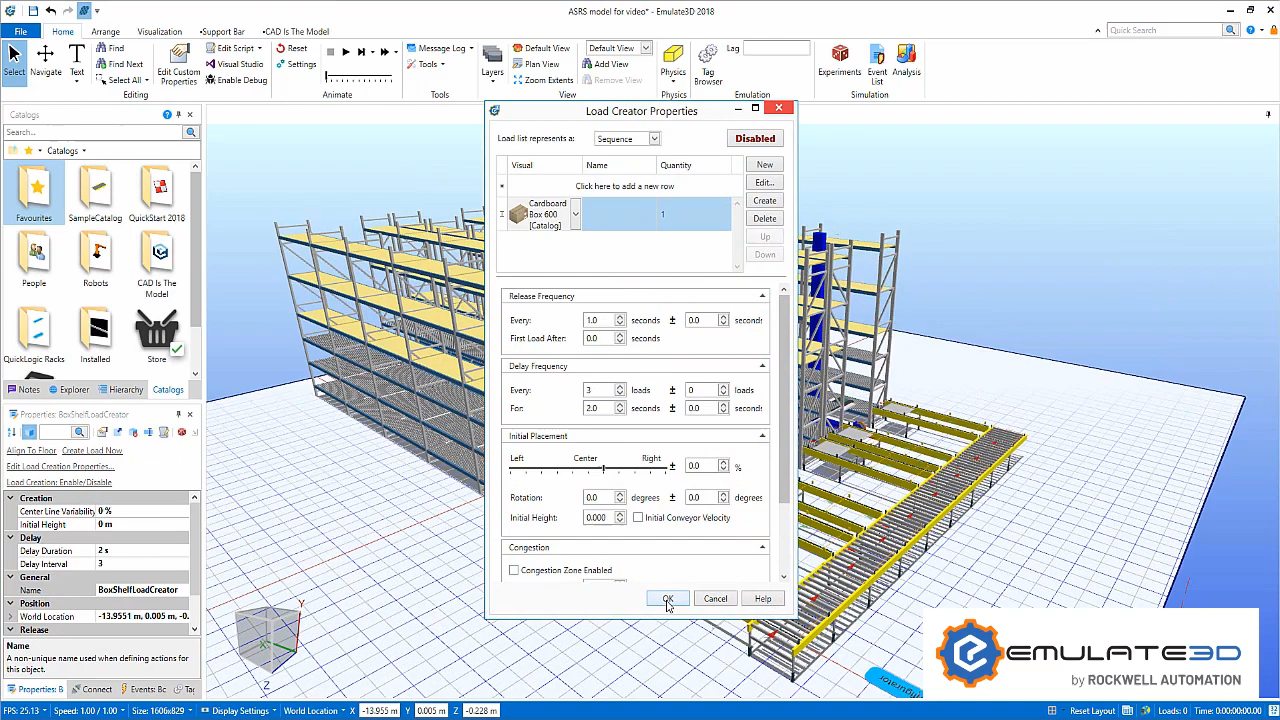 ASRS model for video* - Emulate3D 2018
File Home Arrange Visualization •Support Bar •CAD Is The Model Quick Search
Select Navigate Text Find Find Next Select All Edit Custom Properties Edit Script Visual Studio Enable Debug Reset Settings Message Log Tools Layers Default View Plan View Zoom Extents Default View Add View Remove View Physics Tag Browser Lag Experiments Event List Analysis
Editing Animate Tools View Physics Emulation Simulation
Catalogs
Search...
Catalogs
Favourites SampleCatalog QuickStart 2018
People Robots CAD Is The Model
QuickLogic Racks Installed Store
Notes Explorer Hierarchy Catalogs
Properties: BoxShelfLoadCreator
Align To Floor Create Load Now
Edit Load Creation Properties...
Load Creation: Enable/Disable
Creation
Center Line Variability 0 %
Initial Height 0 m
Delay
Delay Duration 2 s
Delay Interval 3
General
Name BoxShelfLoadCreator
Position
World Location -13.9551 m, 0.005 m, -0.
Release
Name
A non-unique name used when defining actions for
this object.
Properties: B Connect Events: Bc Tag
Load Creator Properties
Load list represents a: Sequence Disabled
Visual Name Quantity New
Click here to add a new row Edit...
Cardboard Box 600 [Catalog] 1 Create
Delete
Up
Down
Release Frequency
Every: 1.0 seconds ± 0.0 seconds
First Load After: 0.0 seconds
Delay Frequency
Every: 3 loads ± 0 loads
For: 2.0 seconds ± 0.0 seconds
Initial Placement
Left Center Right ± 0.0 %
Rotation: 0.0 degrees ± 0.0 degrees
Initial Height: 0.000 Initial Conveyor Velocity
Congestion
Congestion Zone Enabled
OK Cancel Help
X
Z
Y
EMULATE3D
by ROCKWELL AUTOMATION
FPS: 25.13 Speed: 1.00 / 1.00 Size: 1606x829 Display Settings World Location X -13.955 m Y 0.005 m Z -0.228 m Reset Layout Loads: 0 Time: 0:00:00:00.00